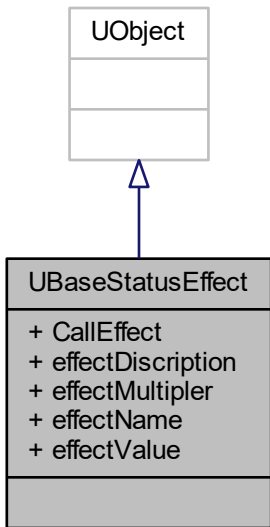 UObject
UBaseStatusEffect
+ CallEffect
+ effectDiscription
+ effectMultipler
+ effectName
+ effectValue